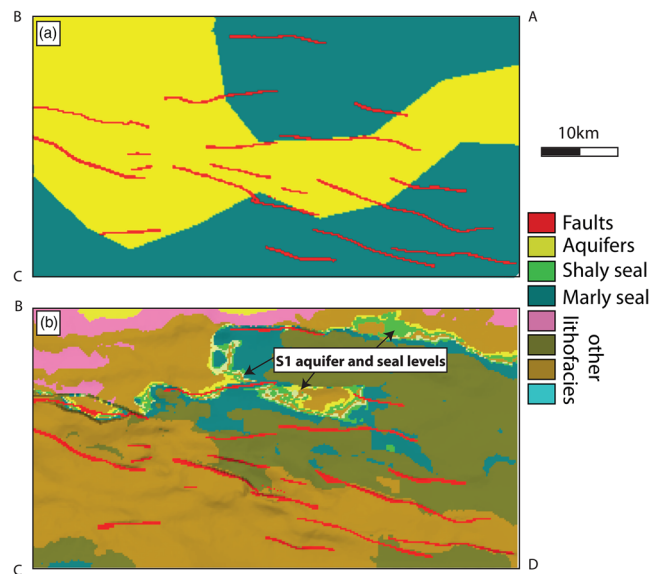 B
A
(a)
10km
Faults
Aquifers
Shaly seal
Marly seal
other
lithofacies
C
B
(b)
S1 aquifer and seal levels
C
D